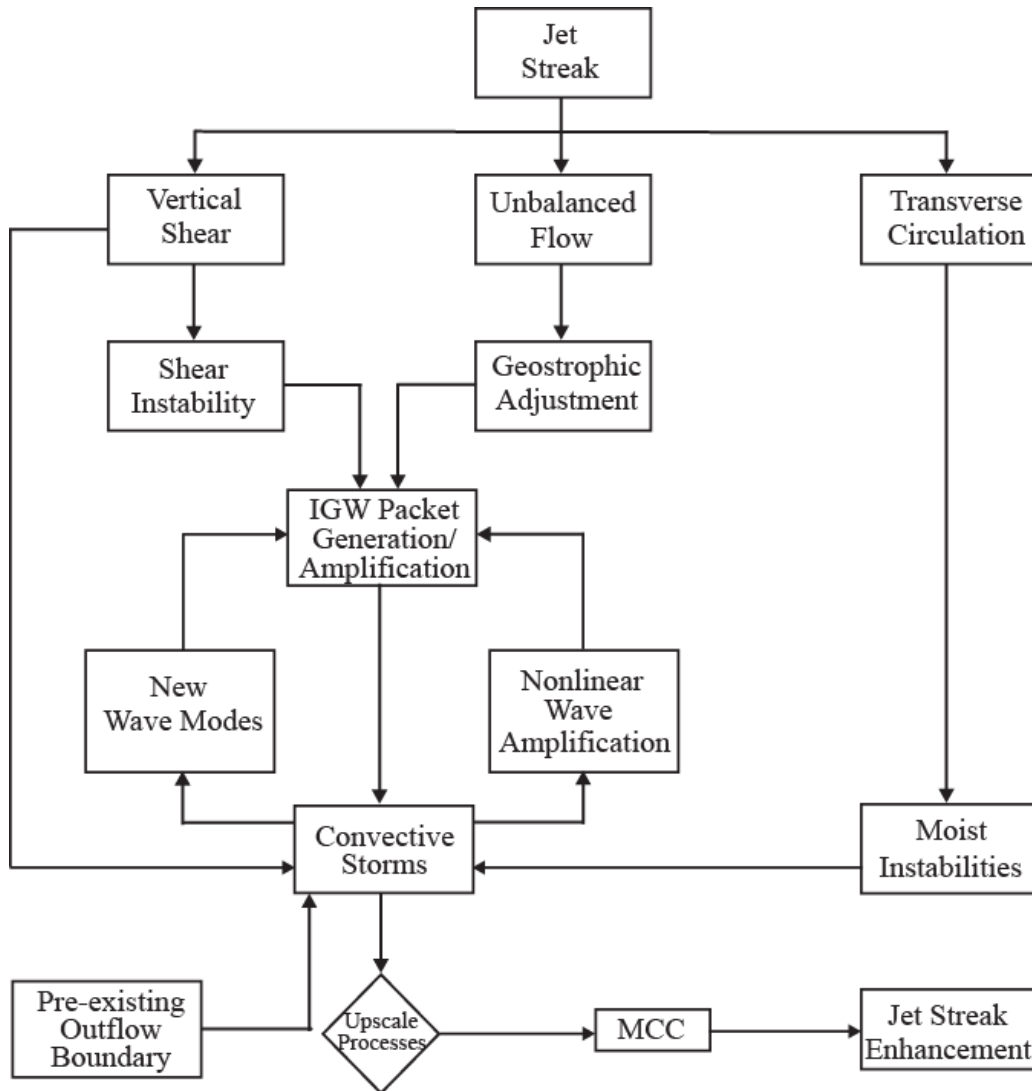 Jet
Streak
Vertical
Shear
Unbalanced
Flow
Transverse
Circulation
Shear
Instability
Geostrophic
Adjustment
IGW Packet
Generation/
Amplification
New
Wave Modes
Nonlinear
Wave
Amplification
Convective
Storms
Moist
Instabilities
Pre-existing
Outflow
Boundary
Upscale
Processes
MCC
Jet Streak
Enhancement